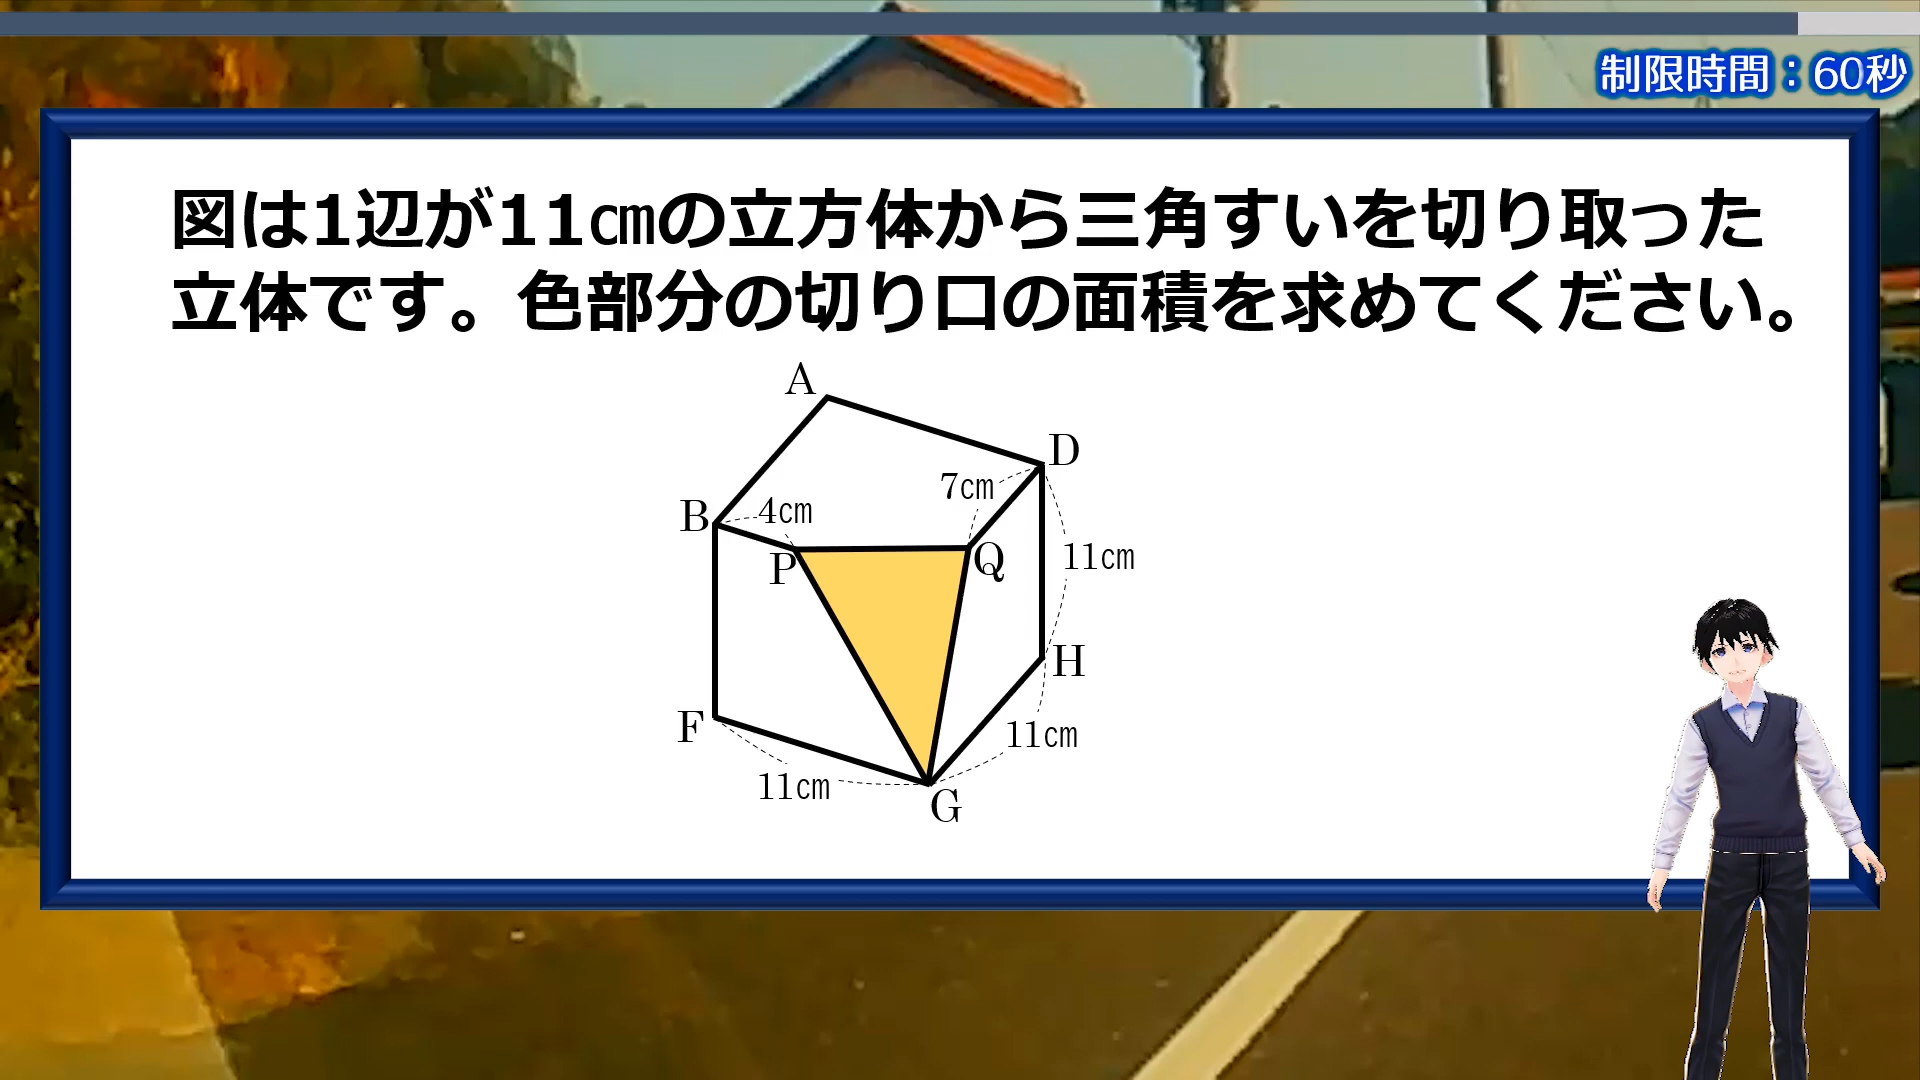 制限時間：60秒
図は1辺が11㎝の立方体から三角すいを切り取った
立体です。色部分の切り口の面積を求めてください。
A
D
7㎝
B
4㎝
P
Q
11㎝
H
F
11㎝
11㎝
G